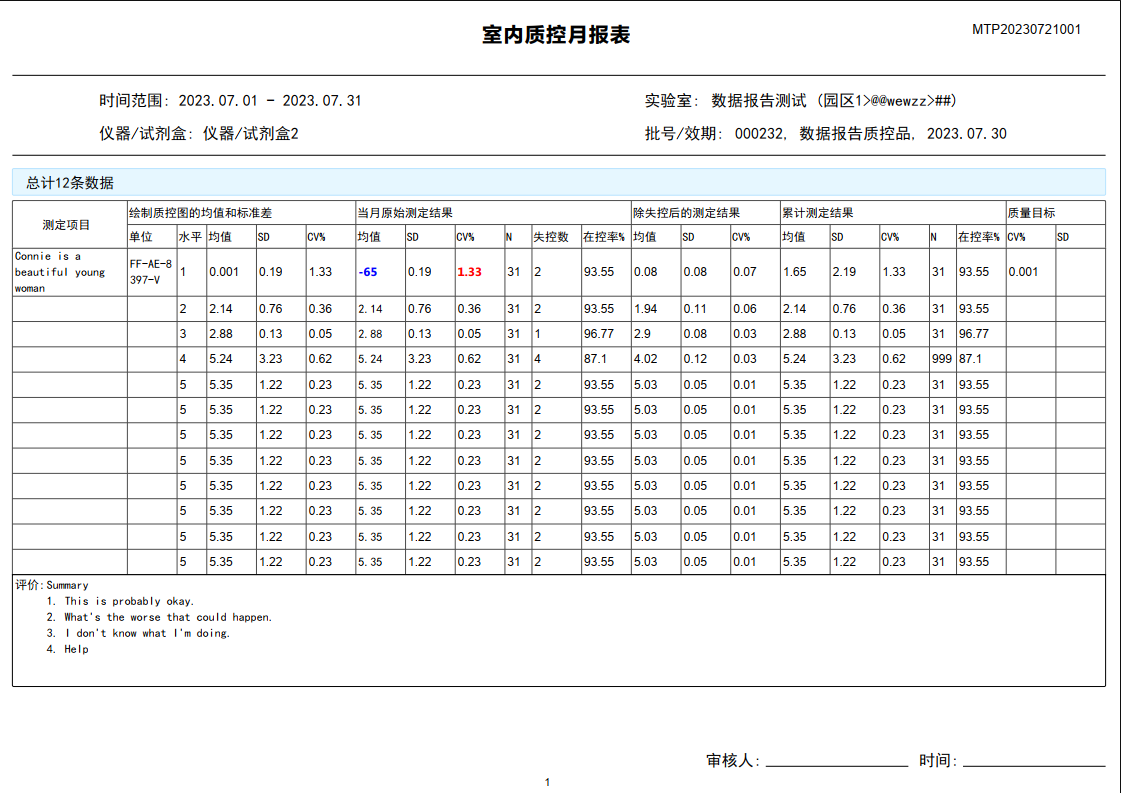 室内质控月报表
MTP20230721001
时间范围: 2023.07.01 - 2023.07.31 实验室: 数据报告测试 (园区1>@@wewzz>##)
仪器/试剂盒: 仪器/试剂盒2 批号/效期: 000232, 数据报告质控品, 2023.07.30
总计12条数据
测定项目 绘制质控图的均值和标准差 当月原始测定结果 除失控后的测定结果 累计测定结果 质量目标
单位 水平 均值 SD CV% 均值 SD CV% N 失控数 在控率% 均值 SD CV% 均值 SD CV% N 在控率% CV% SD
Connie is a
beautiful young
woman
FF-AE-8
397-V
1 0.001 0.19 1.33 -65 0.19 1.33 31 2 93.55 0.08 0.08 0.07 1.65 2.19 1.33 31 93.55 0.001
2 2.14 0.76 0.36 2.14 0.76 0.36 31 2 93.55 1.94 0.11 0.06 2.14 0.76 0.36 31 93.55
3 2.88 0.13 0.05 2.88 0.13 0.05 31 1 96.77 2.9 0.08 0.03 2.88 0.13 0.05 31 96.77
4 5.24 3.23 0.62 5.24 3.23 0.62 31 4 87.1 4.02 0.12 0.03 5.24 3.23 0.62 999 87.1
5 5.35 1.22 0.23 5.35 1.22 0.23 31 2 93.55 5.03 0.05 0.01 5.35 1.22 0.23 31 93.55
5 5.35 1.22 0.23 5.35 1.22 0.23 31 2 93.55 5.03 0.05 0.01 5.35 1.22 0.23 31 93.55
5 5.35 1.22 0.23 5.35 1.22 0.23 31 2 93.55 5.03 0.05 0.01 5.35 1.22 0.23 31 93.55
5 5.35 1.22 0.23 5.35 1.22 0.23 31 2 93.55 5.03 0.05 0.01 5.35 1.22 0.23 31 93.55
5 5.35 1.22 0.23 5.35 1.22 0.23 31 2 93.55 5.03 0.05 0.01 5.35 1.22 0.23 31 93.55
5 5.35 1.22 0.23 5.35 1.22 0.23 31 2 93.55 5.03 0.05 0.01 5.35 1.22 0.23 31 93.55
5 5.35 1.22 0.23 5.35 1.22 0.23 31 2 93.55 5.03 0.05 0.01 5.35 1.22 0.23 31 93.55
5 5.35 1.22 0.23 5.35 1.22 0.23 31 2 93.55 5.03 0.05 0.01 5.35 1.22 0.23 31 93.55
评价:Summary
1. This is probably okay.
2. What's the worse that could happen.
3. I don't know what I'm doing.
4. Help
审核人: 时间:
1